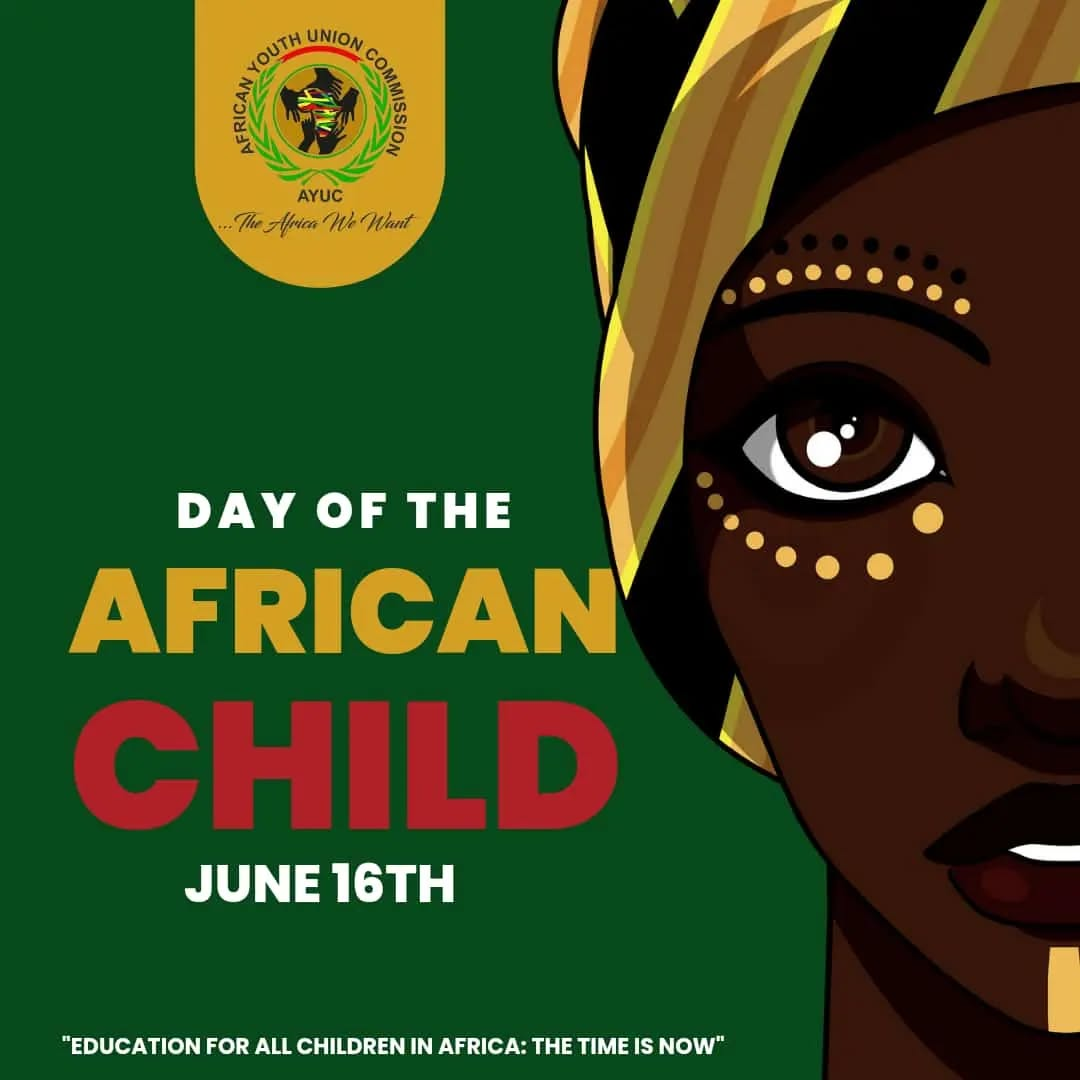 AFRICAN YOUTH UNION COMMISSION
AYUC
...The Africa We Want
DAY OF THE
AFRICAN
CHILD
JUNE 16TH
"EDUCATION FOR ALL CHILDREN IN AFRICA: THE TIME IS NOW"